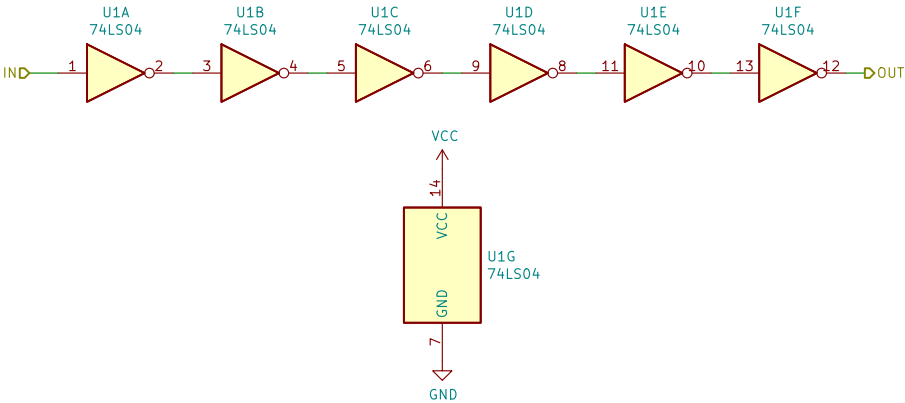 U1A
74LS04
U1B
74LS04
U1C
74LS04
U1D
74LS04
U1E
74LS04
U1F
74LS04
IN 1 2 3 4 5 6 9 8 11 10 13 12 OUT
VCC
14
VCC
U1G
74LS04
GND
7
GND